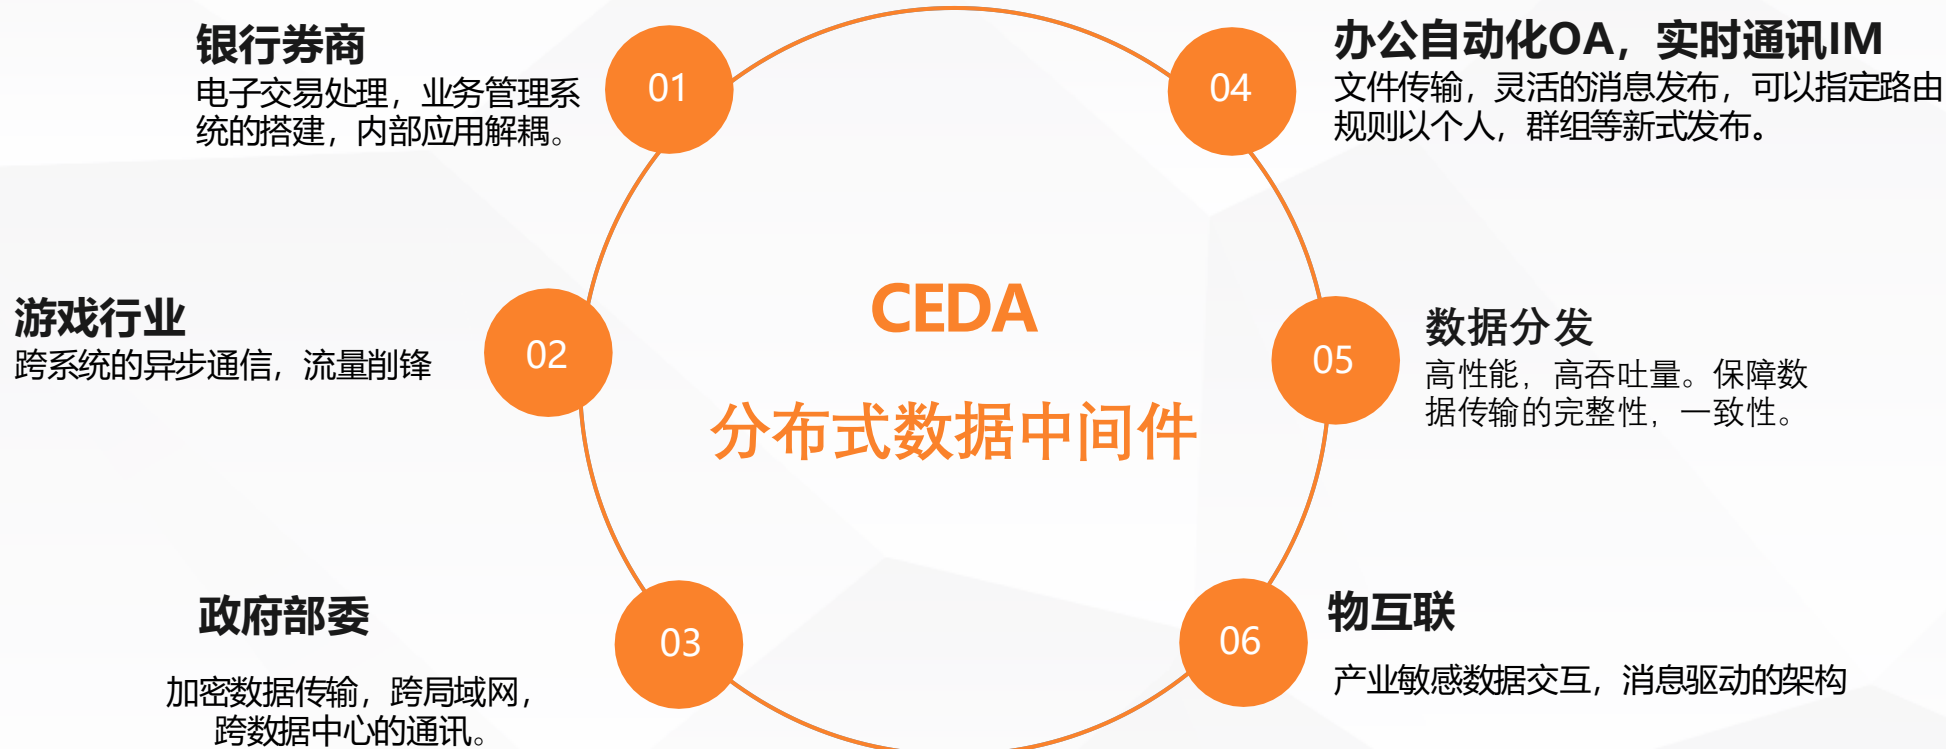 银行券商
电子交易处理，业务管理系
统的搭建，内部应用解耦。
01
游戏行业
跨系统的异步通信，流量削锋
02
政府部委
加密数据传输，跨局域网，
跨数据中心的通讯。
03
CEDA
分布式数据中间件
04
办公自动化OA，实时通讯IM
文件传输，灵活的消息发布，可以指定路由
规则以个人，群组等新式发布。
05
数据分发
高性能，高吞吐量。保障数
据传输的完整性，一致性。
06
物互联
产业敏感数据交互，消息驱动的架构